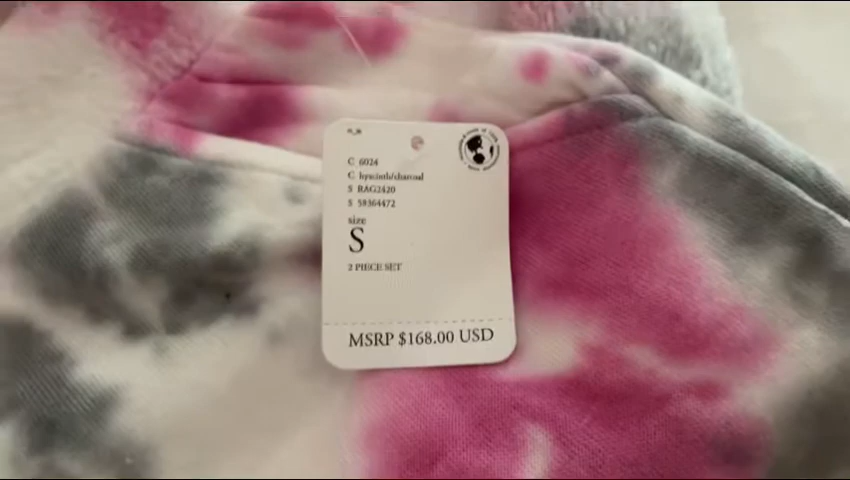 C 6024
C hyacinth/charcoal
S RAG2420
S 58364472
size
S
2 PIECE SET
MSRP $168.00 USD